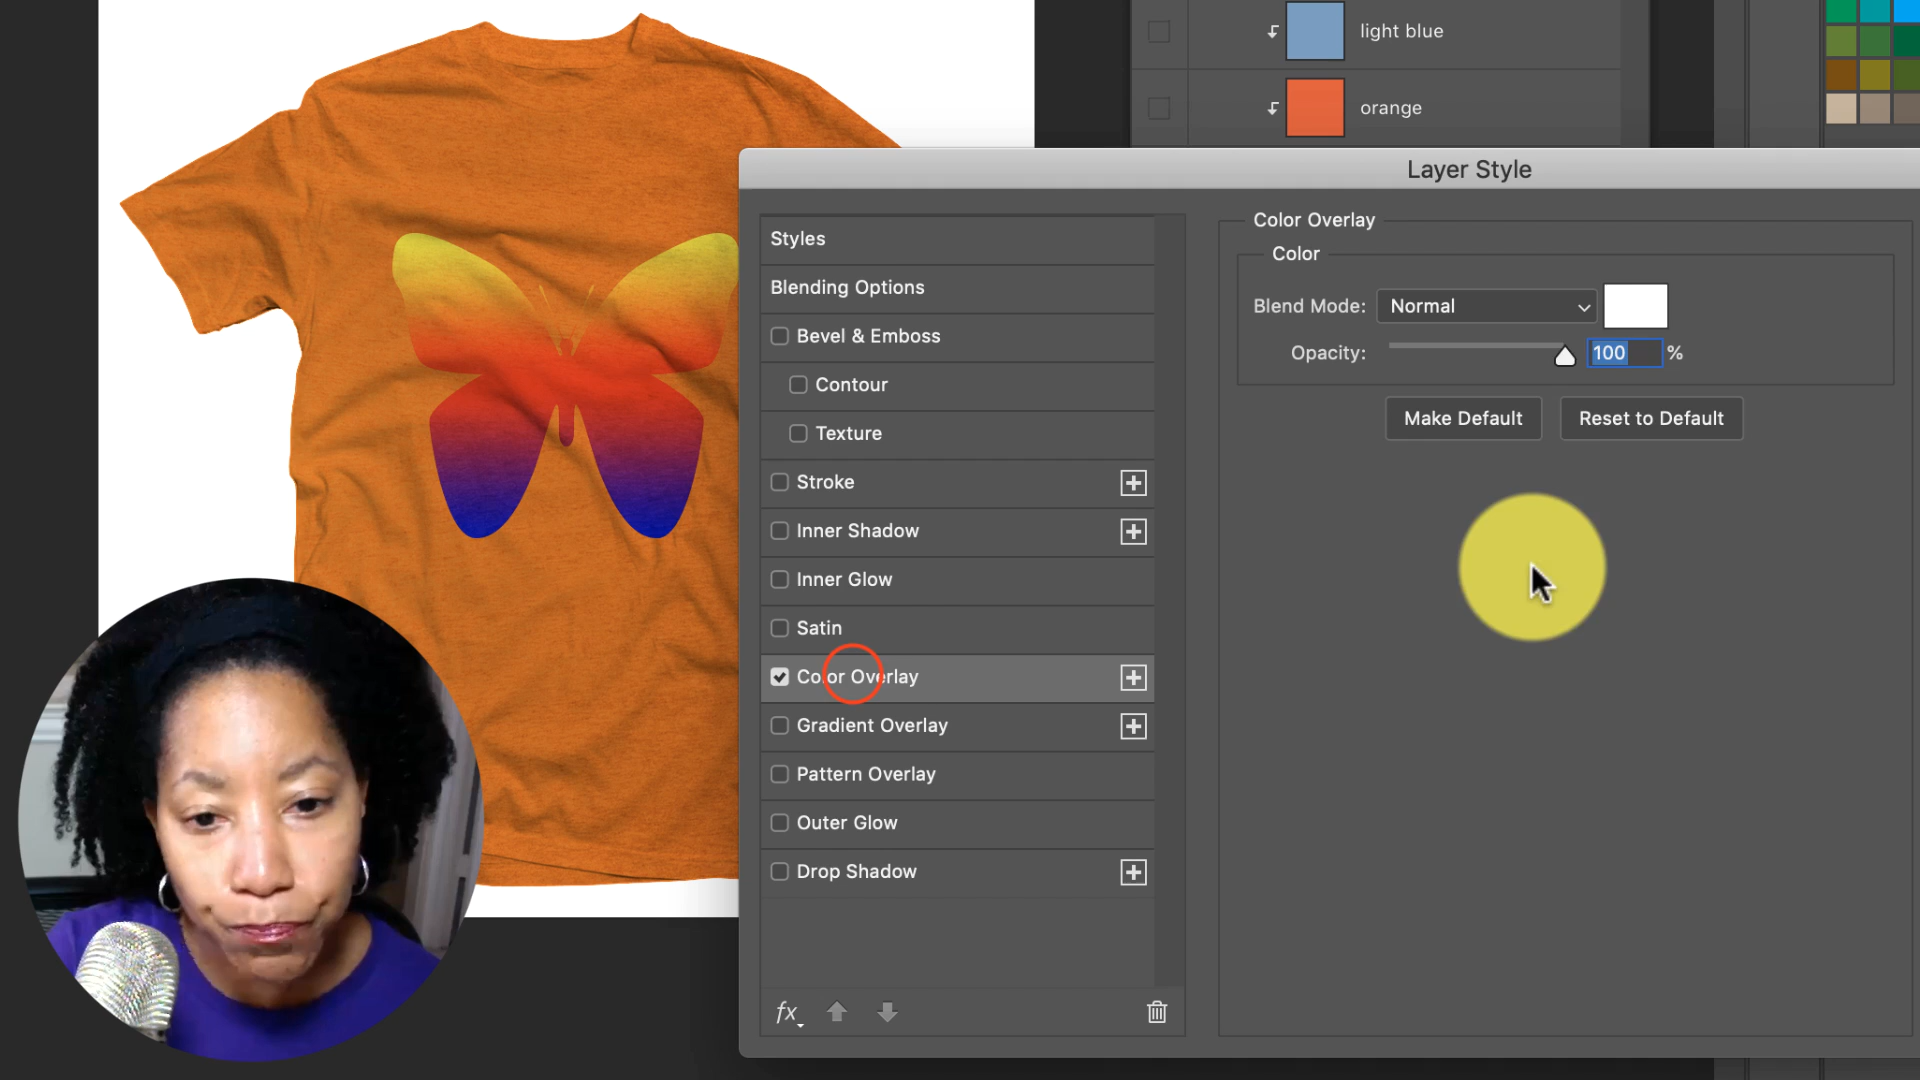 light blue
orange
Layer Style
Styles
Blending Options
Bevel & Emboss
Contour
Texture
Stroke
Inner Shadow
Inner Glow
Satin
Color Overlay
Gradient Overlay
Pattern Overlay
Outer Glow
Drop Shadow
fx
Color Overlay
Color
Blend Mode: Normal
Opacity: 100 %
Make Default Reset to Default